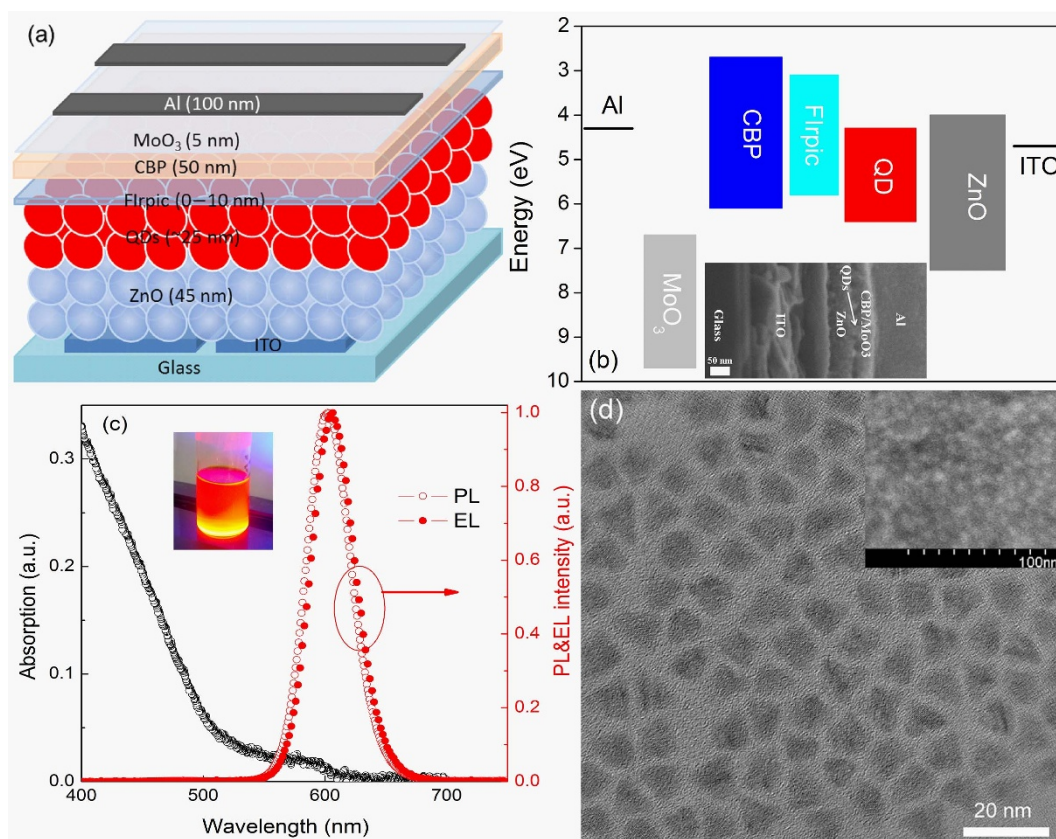 (a)
Al (100 nm)
MoO₃ (5 nm)
CBP (50 nm)
FIrpic (0–10 nm)
QDs (~25 nm)
ZnO (45 nm)
ITO
Glass
2
3
4
5
6
7
8
9
10
Energy (eV)
Al
CBP
FIrpic
QD
ZnO
ITO
MoO₃
(b)
Glass
ITO
ZnO
QDs
CBP/MoO3
Al
50 nm
(c)
0.3
0.2
0.1
0.0
Absorption (a.u.)
400
500
600
700
Wavelength (nm)
PL
EL
1.0
0.8
0.6
0.4
0.2
0.0
PL&EL intensity (a.u.)
(d)
100nm
20 nm